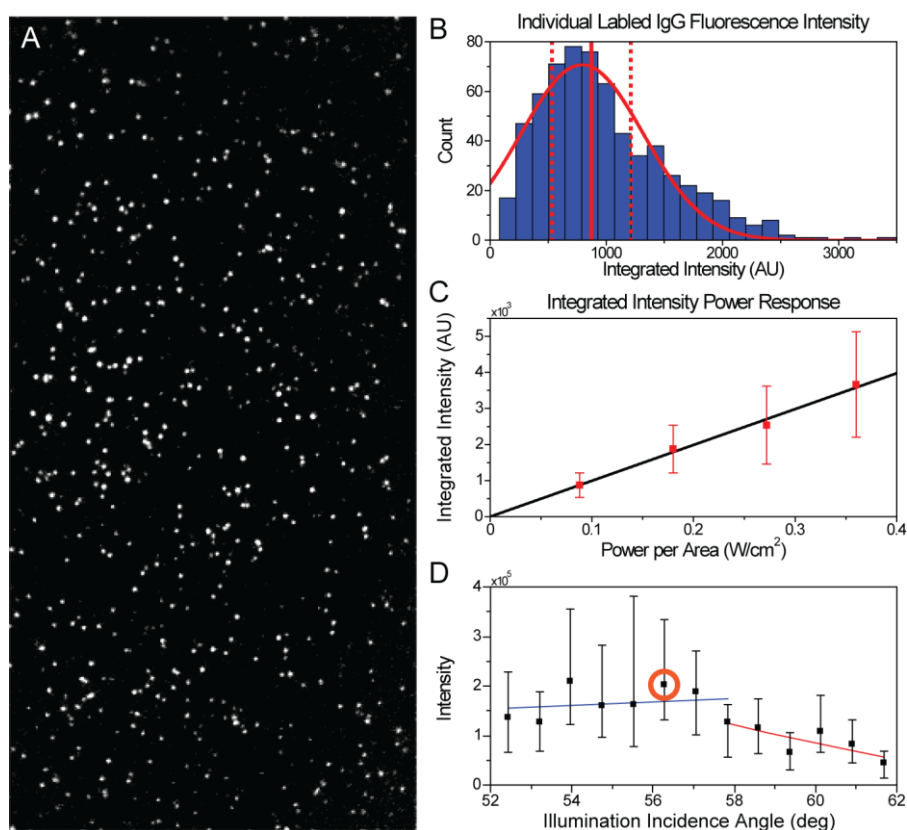 A
B
Individual Labled IgG Fluorescence Intensity
80
60
40
20
0
Count
0
1000
2000
3000
Integrated Intensity (AU)
C
Integrated Intensity Power Response
x10³
5
4
3
2
1
0
Integrated Intensity (AU)
0.1
0.2
0.3
0.4
Power per Area (W/cm²)
D
x10⁵
4
3
2
1
0
Intensity
52
54
56
58
60
62
Illumination Incidence Angle (deg)